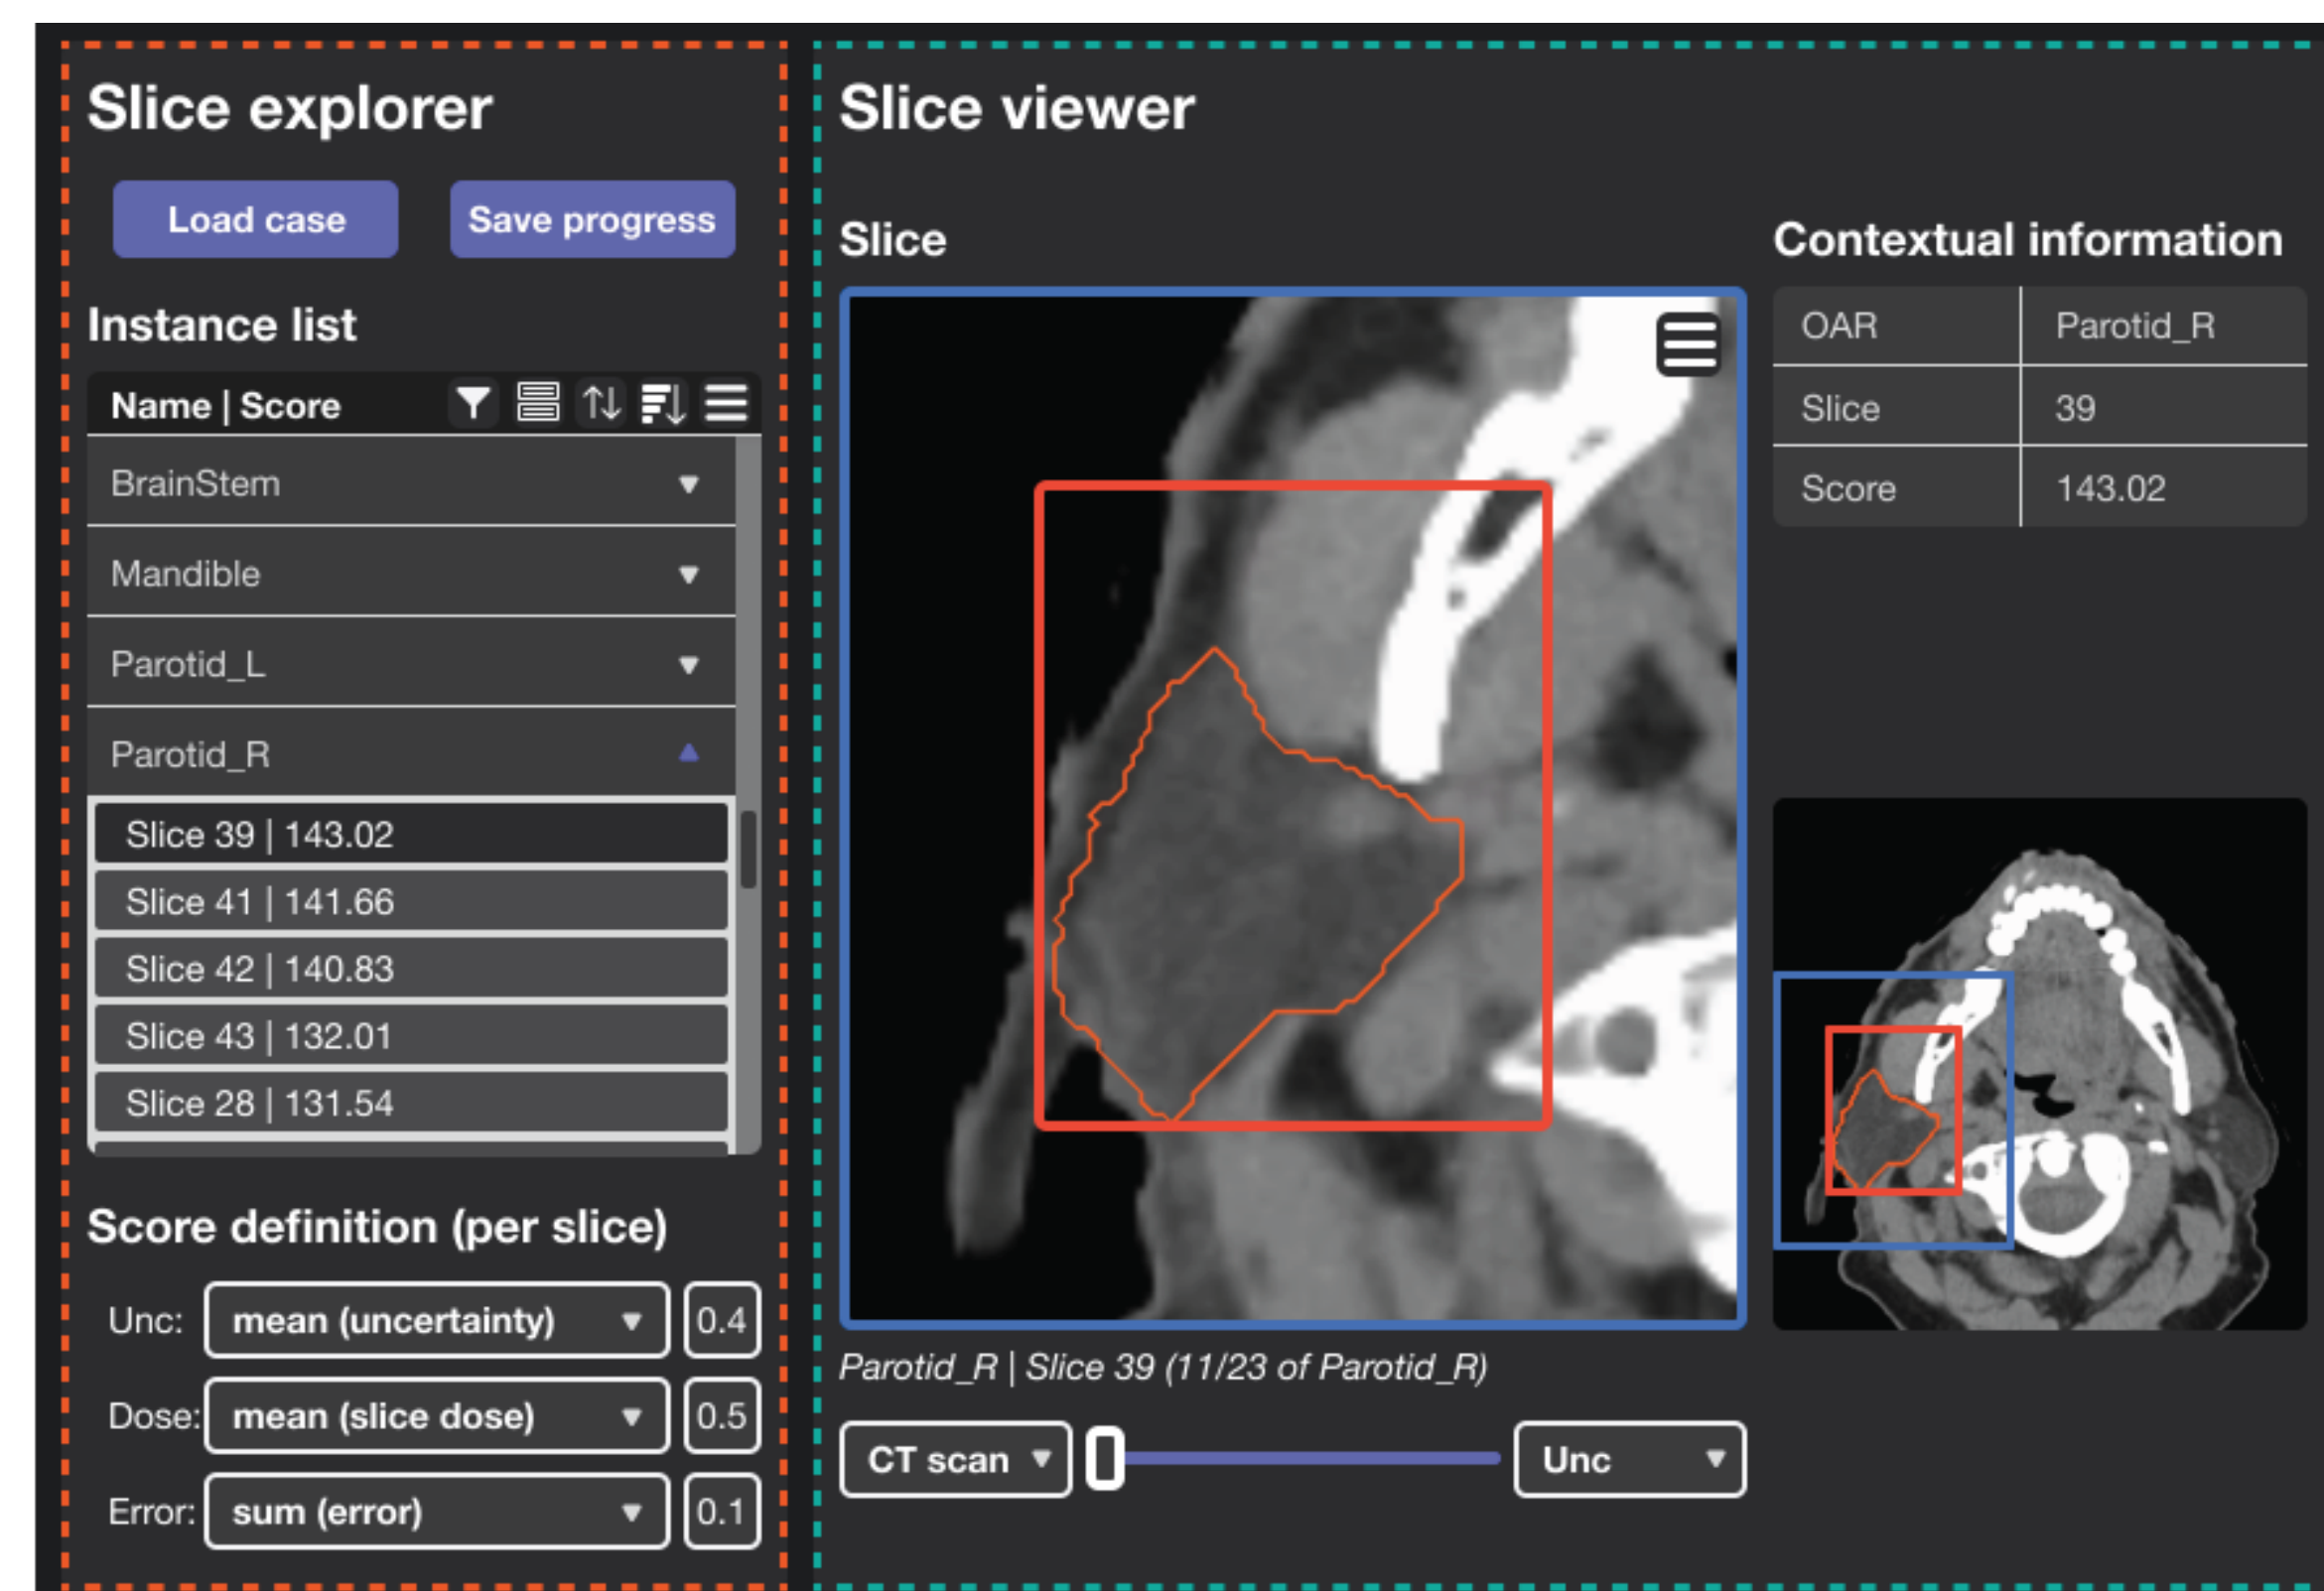 Slice explorer
Load case
Save progress
Instance list
Name | Score
BrainStem
Mandible
Parotid_L
Parotid_R
Slice 39 | 143.02
Slice 41 | 141.66
Slice 42 | 140.83
Slice 43 | 132.01
Slice 28 | 131.54
Score definition (per slice)
Unc: mean (uncertainty) 0.4
Dose: mean (slice dose) 0.5
Error: sum (error) 0.1
Slice viewer
Slice
Parotid_R | Slice 39 (11/23 of Parotid_R)
CT scan
Unc
Contextual information
OAR Parotid_R
Slice 39
Score 143.02